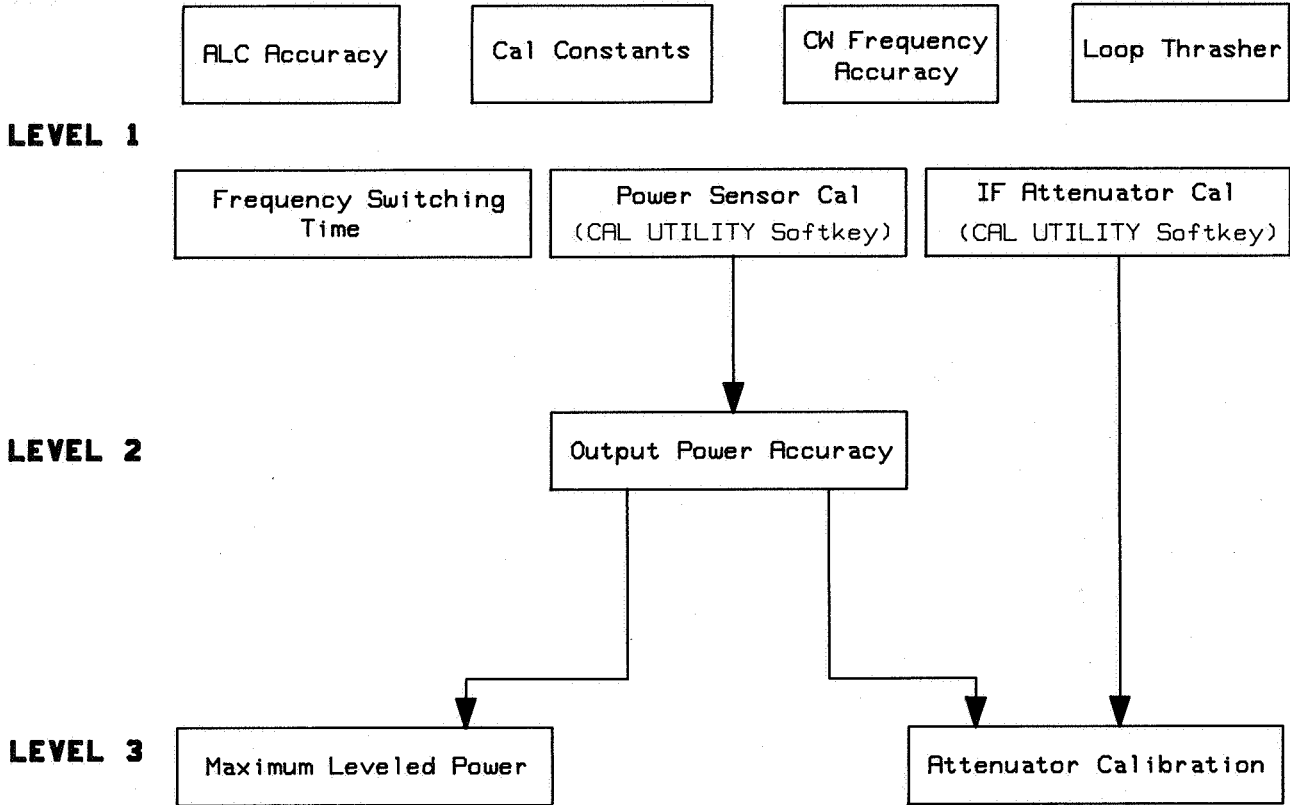 ALC Accuracy
Cal Constants
CW Frequency
Accuracy
Loop Thrasher
LEVEL 1
Frequency Switching
Time
Power Sensor Cal
(CAL UTILITY Softkey)
IF Attenuator Cal
(CAL UTILITY Softkey)
LEVEL 2
Output Power Accuracy
LEVEL 3
Maximum Leveled Power
Attenuator Calibration